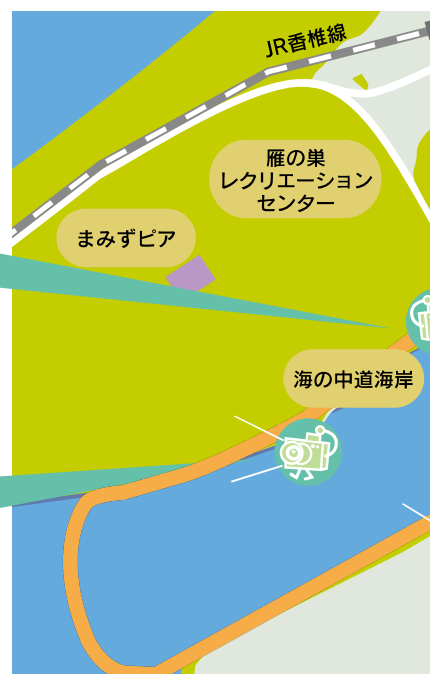 JR香椎線
雁の巣
レクリエーション
センター
まみずピア
海の中道海岸